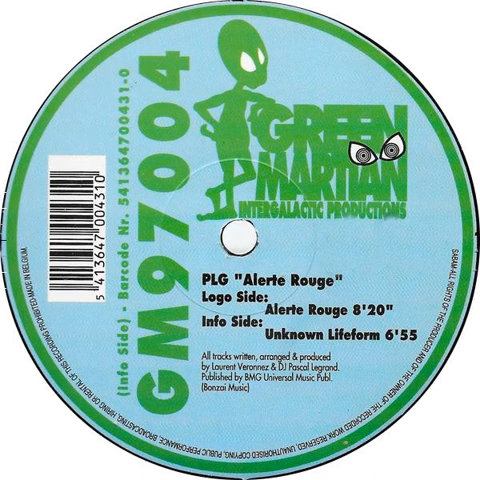 GREEN
MARTIAN
INTERGALACTIC PRODUCTIONS
GM97004
(Info Side) - Barcode Nr. 541364700431-0
5 413647 004310
PLG "Alerte Rouge"
Logo Side:
Alerte Rouge 8'20"
Info Side:
Unknown Lifeform 6'55
All tracks written, arranged & produced
by Laurent Veronnez & DJ Pascal Legrand.
Published by BMG Universal Music Publ.
(Bonzai Music)
SABAM-ALL RIGHTS OF THE PRODUCER AND OF THE OWNER OF THE RECORDED WORK RESERVED, UNAUTHORISED COPYING, PUBLIC PERFORMANCE, BROADCASTING, HIRING OR RENTAL OF THIS RECORDING PROHIBITED-MADE IN BELGIUM.